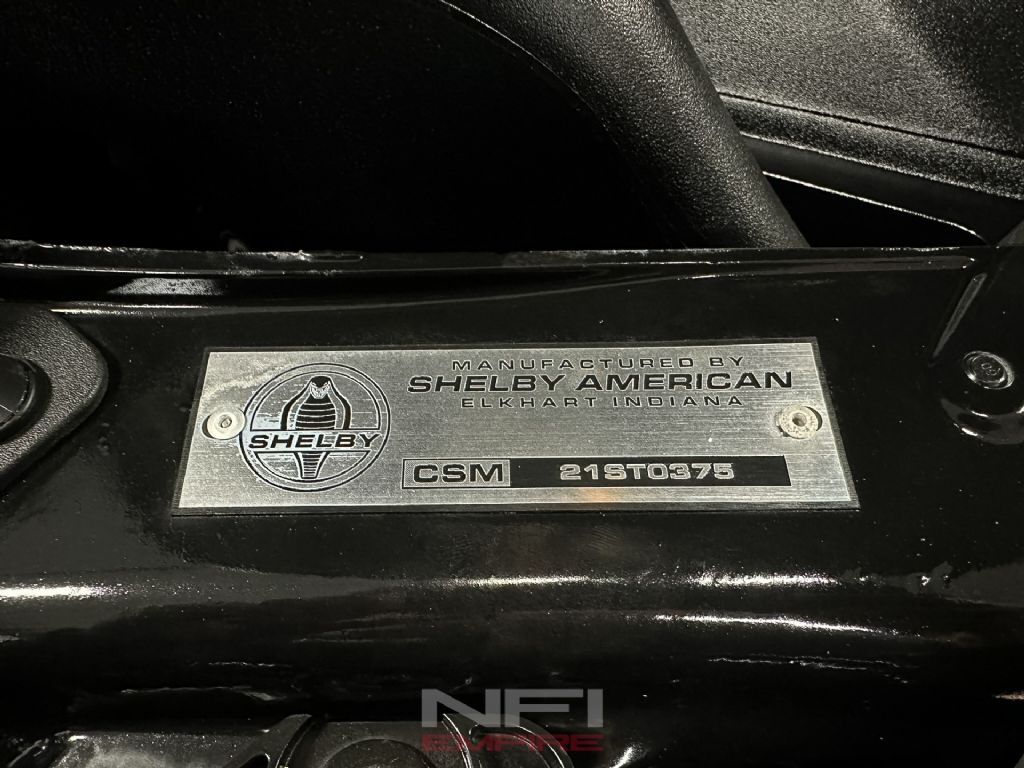 MANUFACTURED BY
SHELBY AMERICAN
ELKHART INDIANA
SHELBY
CSM 21ST0375
NFI
EMPIRE